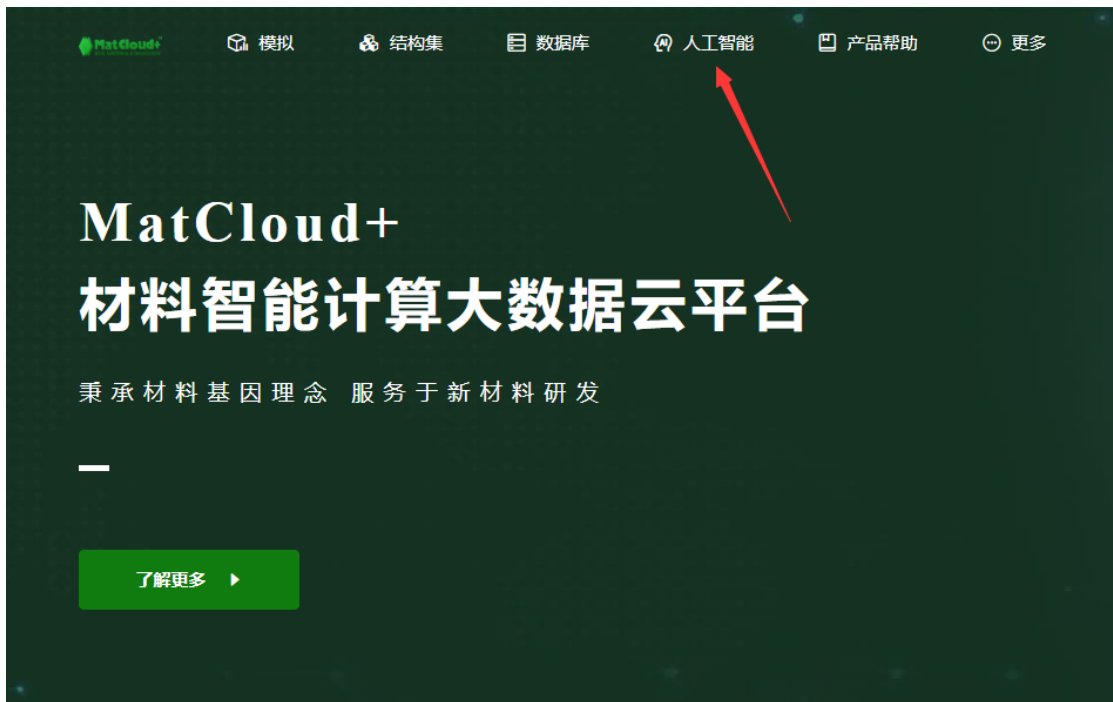 MatCloud+ 模拟 结构集 数据库 人工智能 产品帮助 更多
MatCloud+
材料智能计算大数据云平台
秉承材料基因理念 服务于新材料研发
了解更多